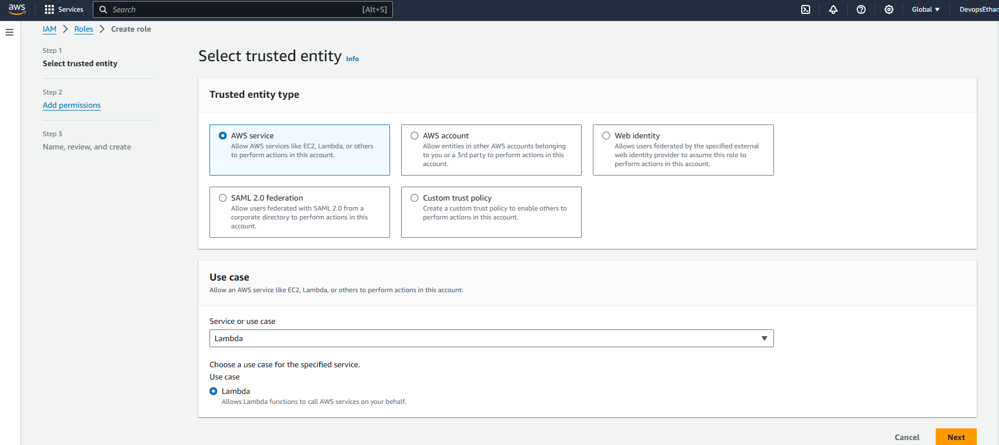 aws
Services
Search
[Alt+S]
Global
DevopsEthan
IAM
Roles
Create role
Step 1
Select trusted entity
Step 2
Add permissions
Step 3
Name, review, and create
Select trusted entity Info
Trusted entity type
AWS service
Allow AWS services like EC2, Lambda, or others
to perform actions in this account.
AWS account
Allow entities in other AWS accounts belonging
to you or a 3rd party to perform actions in this
account.
Web identity
Allows users federated by the specified external
web identity provider to assume this role to
perform actions in this account.
SAML 2.0 federation
Allow users federated with SAML 2.0 from a
corporate directory to perform actions in this
account.
Custom trust policy
Create a custom trust policy to enable others to
perform actions in this account.
Use case
Allow an AWS service like EC2, Lambda, or others to perform actions in this account.
Service or use case
Lambda
Choose a use case for the specified service.
Use case
Lambda
Allows Lambda functions to call AWS services on your behalf.
Cancel
Next